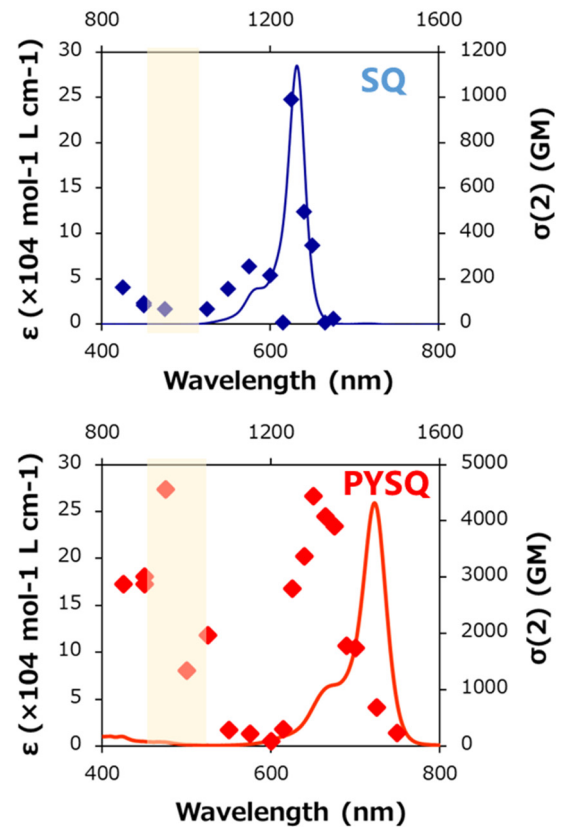 800 1200 1600
30 1200
25 1000
20 800
15 600
10 400
5 200
0 0
400 600 800
SQ
ε (×104 mol-1 L cm-1)
σ(2) (GM)
Wavelength (nm)
800 1200 1600
30 5000
25
4000
20
3000
15
2000
10
1000
5
0 0
400 600 800
PYSQ
ε (×104 mol-1 L cm-1)
σ(2) (GM)
Wavelength (nm)